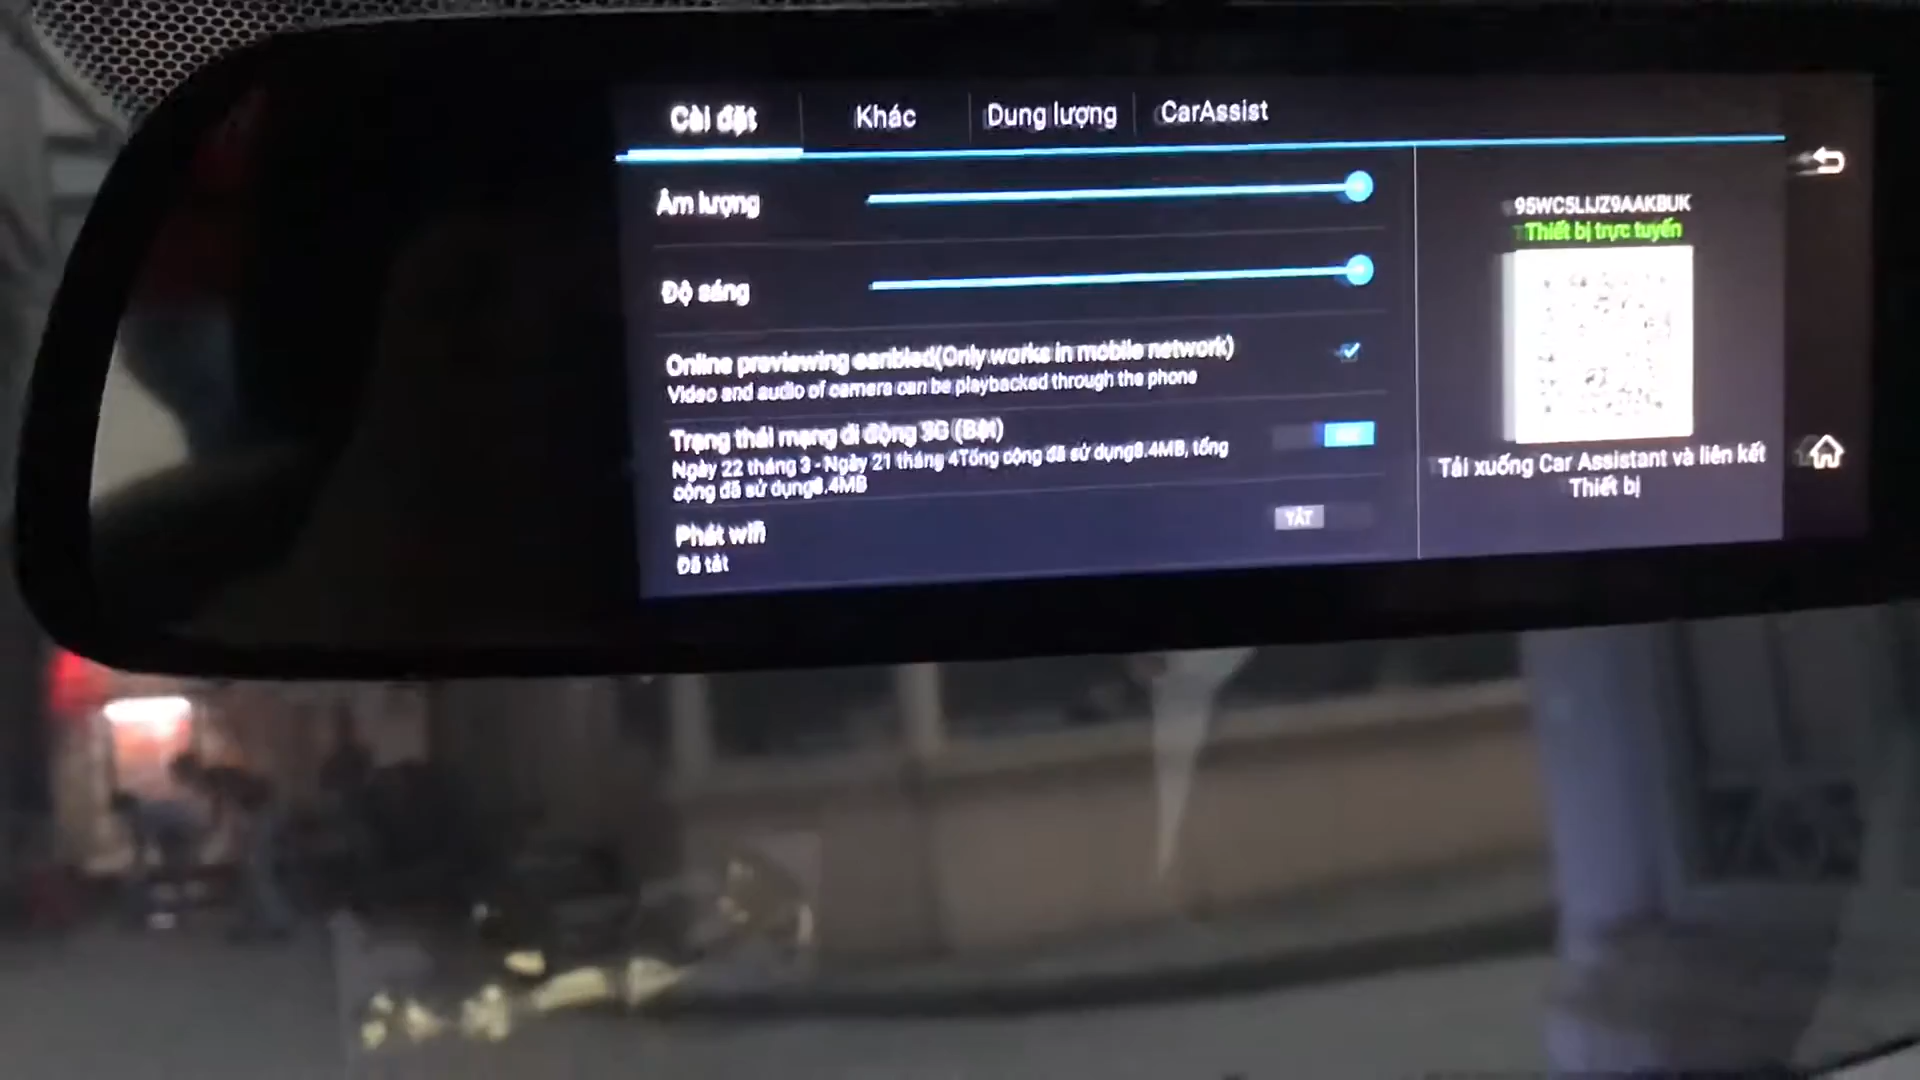 Cài đặt
Khác
Dung lượng
CarAssist
Âm lượng
Độ sáng
Online previewing eanbled(Only works in mobile network)
Video and audio of camera can be playbacked through the phone
Trạng thái mạng di động 3G (Bật)
Ngày 22 tháng 3 - Ngày 21 tháng 4Tổng cộng đã sử dụng8.4MB, tổng
cộng đã sử dụng8.4MB
Phát wifi
TẮT
Đã tắt
95WC5LIJZ9AAKBUK
Thiết bị trực tuyến
Tải xuống Car Assistant và liên kết
Thiết bị